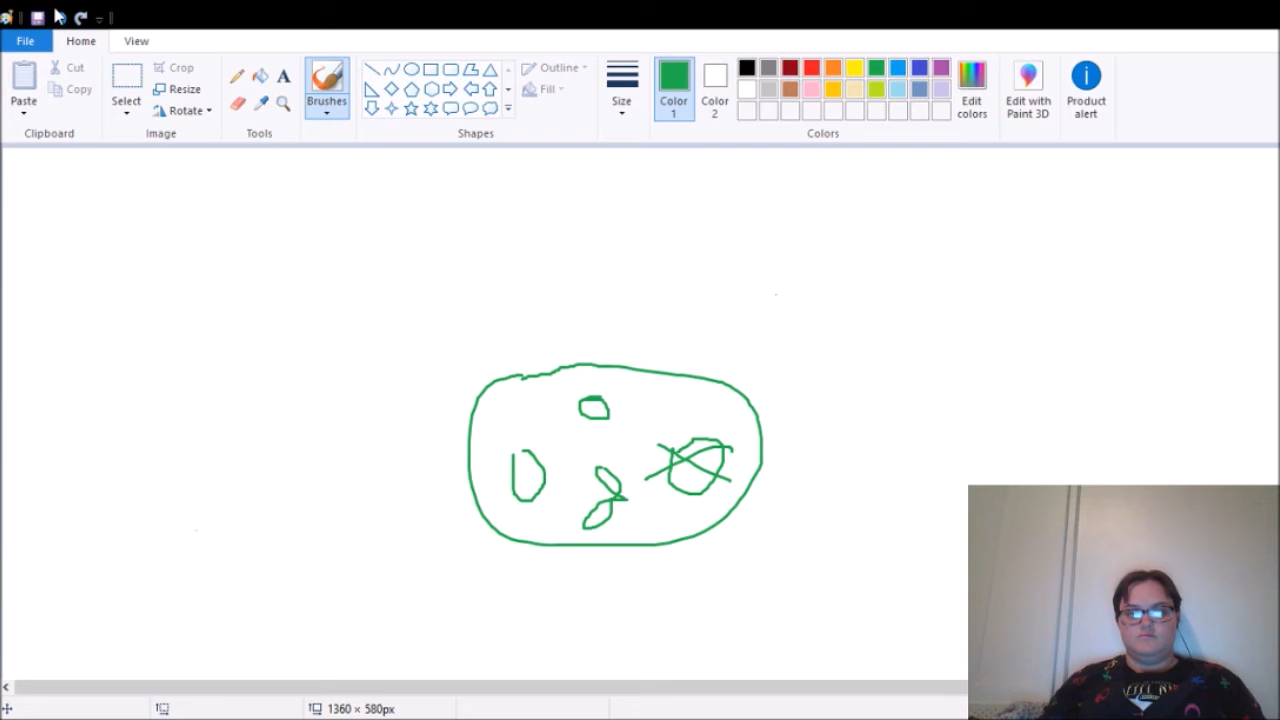 File Home View
Cut Crop Outline
Copy Resize Fill
Paste Select Rotate Brushes Size Color 1 Color 2 Edit colors Edit with Paint 3D Product alert
Clipboard Image Tools Shapes Colors
1360 × 580px